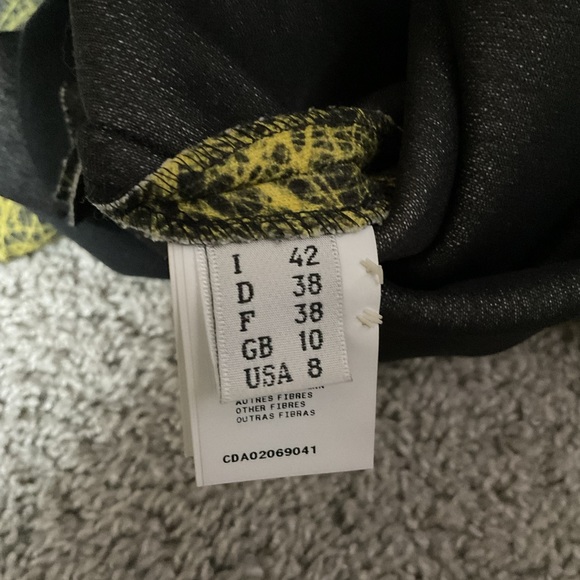 I 42
D 38
F 38
GB 10
USA 8
AUTRES FIBRES
OTHER FIBRES
OUTRAS FIBRAS
CDA02069041